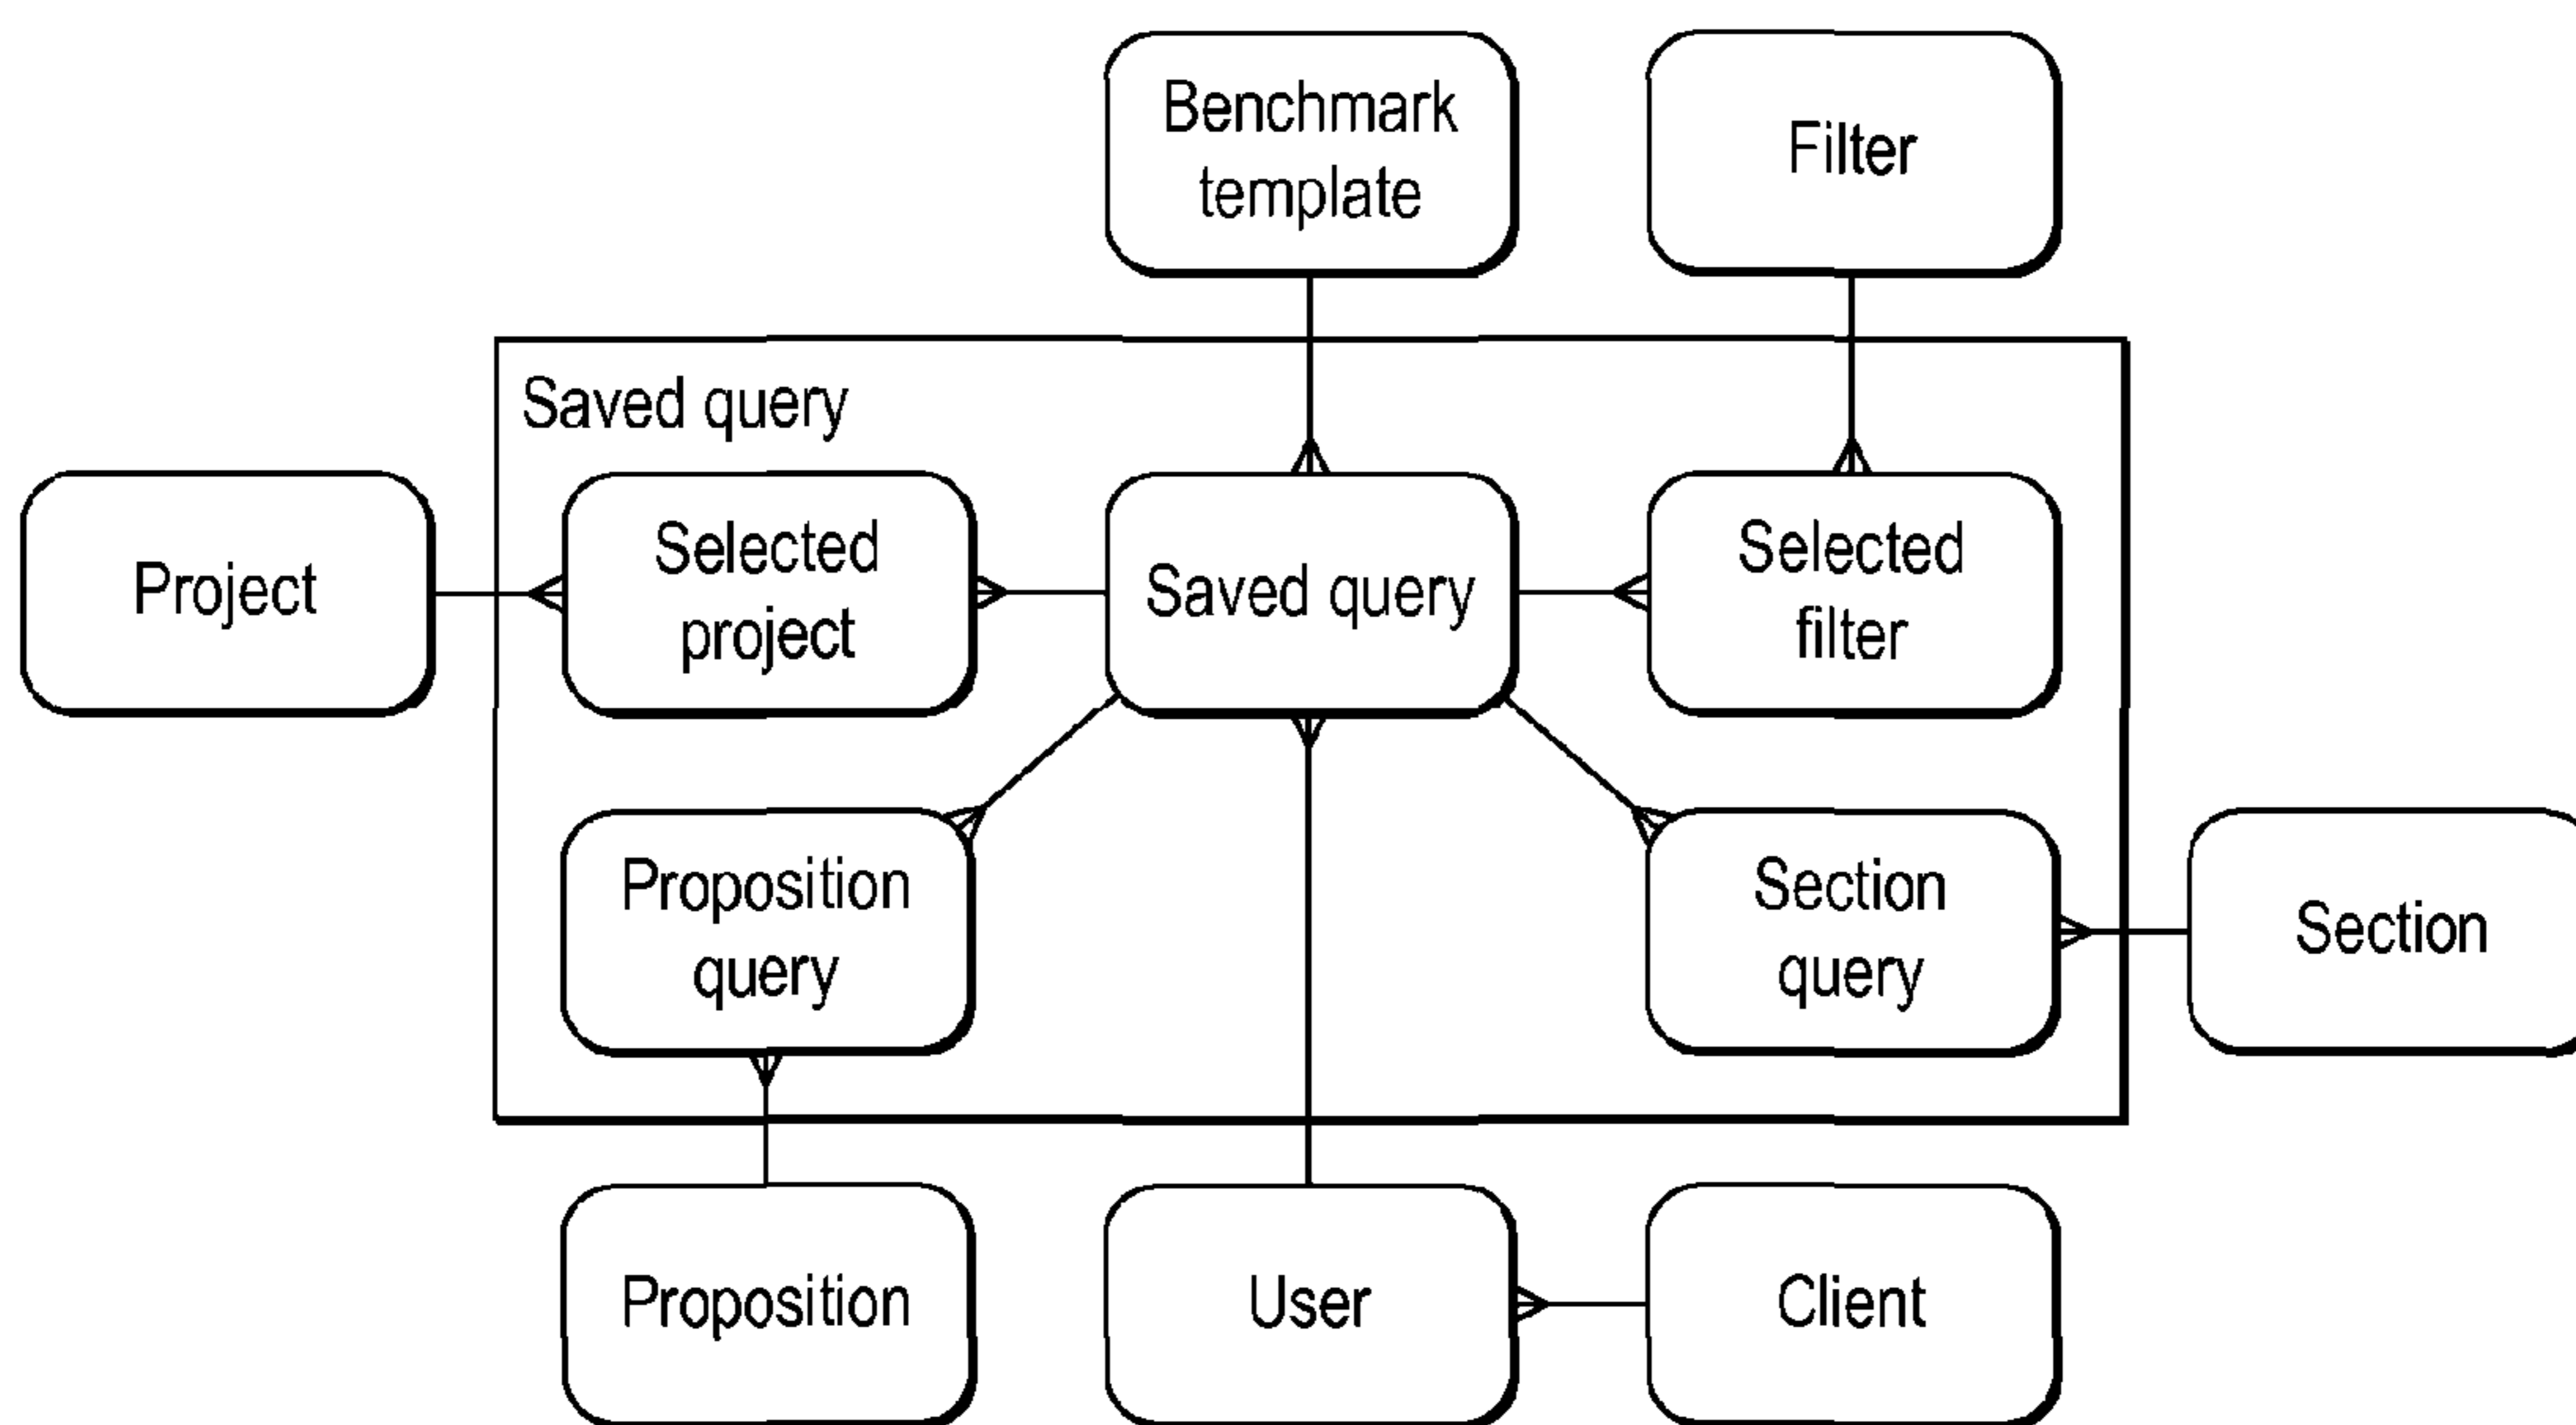 Benchmark
template
Filter
Saved query
Project
Selected
project
Saved query
Selected
filter
Proposition
query
Section
query
Section
Proposition
User
Client